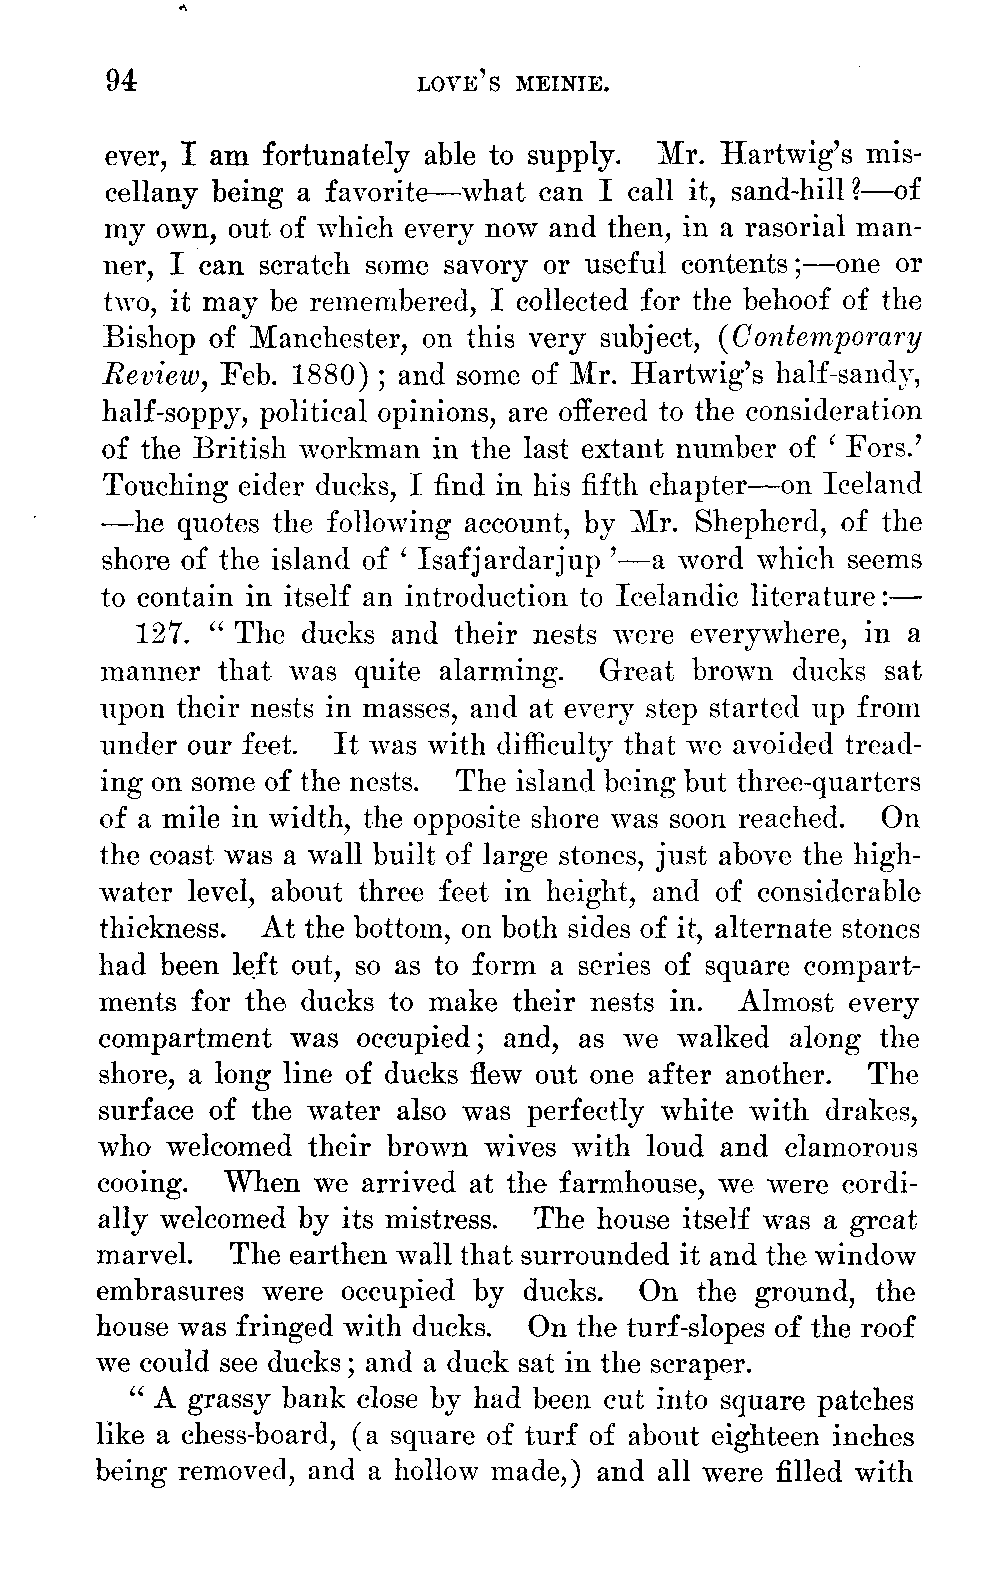 94 LOVE'S MEINIE.
ever, I am fortunately able to supply. Mr. Hartwig's mis-
cellany being a favorite—what can I call it, sand-hill?—of
my own, out of which every now and then, in a rasorial man-
ner, I can scratch some savory or useful contents;—one or
two, it may be remembered, I collected for the behoof of the
Bishop of Manchester, on this very subject, (Contemporary
Review, Feb. 1880); and some of Mr. Hartwig's half-sandy,
half-soppy, political opinions, are offered to the consideration
of the British workman in the last extant number of ‘Fors.’
Touching eider ducks, I find in his fifth chapter—on Iceland
—he quotes the following account, by Mr. Shepherd, of the
shore of the island of ‘Isafjardarjup’—a word which seems
to contain in itself an introduction to Icelandic literature:—
127. “The ducks and their nests were everywhere, in a
manner that was quite alarming. Great brown ducks sat
upon their nests in masses, and at every step started up from
under our feet. It was with difficulty that we avoided tread-
ing on some of the nests. The island being but three-quarters
of a mile in width, the opposite shore was soon reached. On
the coast was a wall built of large stones, just above the high-
water level, about three feet in height, and of considerable
thickness. At the bottom, on both sides of it, alternate stones
had been left out, so as to form a series of square compart-
ments for the ducks to make their nests in. Almost every
compartment was occupied; and, as we walked along the
shore, a long line of ducks flew out one after another. The
surface of the water also was perfectly white with drakes,
who welcomed their brown wives with loud and clamorous
cooing. When we arrived at the farmhouse, we were cordi-
ally welcomed by its mistress. The house itself was a great
marvel. The earthen wall that surrounded it and the window
embrasures were occupied by ducks. On the ground, the
house was fringed with ducks. On the turf-slopes of the roof
we could see ducks; and a duck sat in the scraper.
“A grassy bank close by had been cut into square patches
like a chess-board, (a square of turf of about eighteen inches
being removed, and a hollow made,) and all were filled with